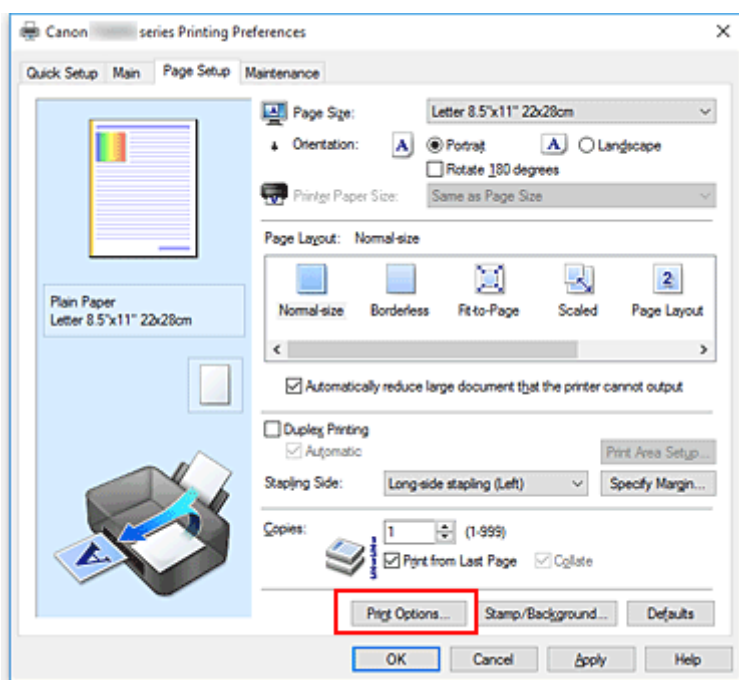 Canon series Printing Preferences
Quick Setup Main Page Setup Maintenance
Page Size: Letter 8.5"x11" 22x28cm
Orientation: A Portrait A Landscape
Rotate 180 degrees
Printer Paper Size: Same as Page Size
Page Layout: Normal-size
2
Normal-size Borderless Fit-to-Page Scaled Page Layout
Plain Paper
Letter 8.5"x11" 22x28cm
Automatically reduce large document that the printer cannot output
Duplex Printing
Automatic
Print Area Setup...
Stapling Side: Long-side stapling (Left) Specify Margin...
Copies: 1 (1-999)
Print from Last Page Collate
A
Print Options... Stamp/Background... Defaults
OK Cancel Apply Help